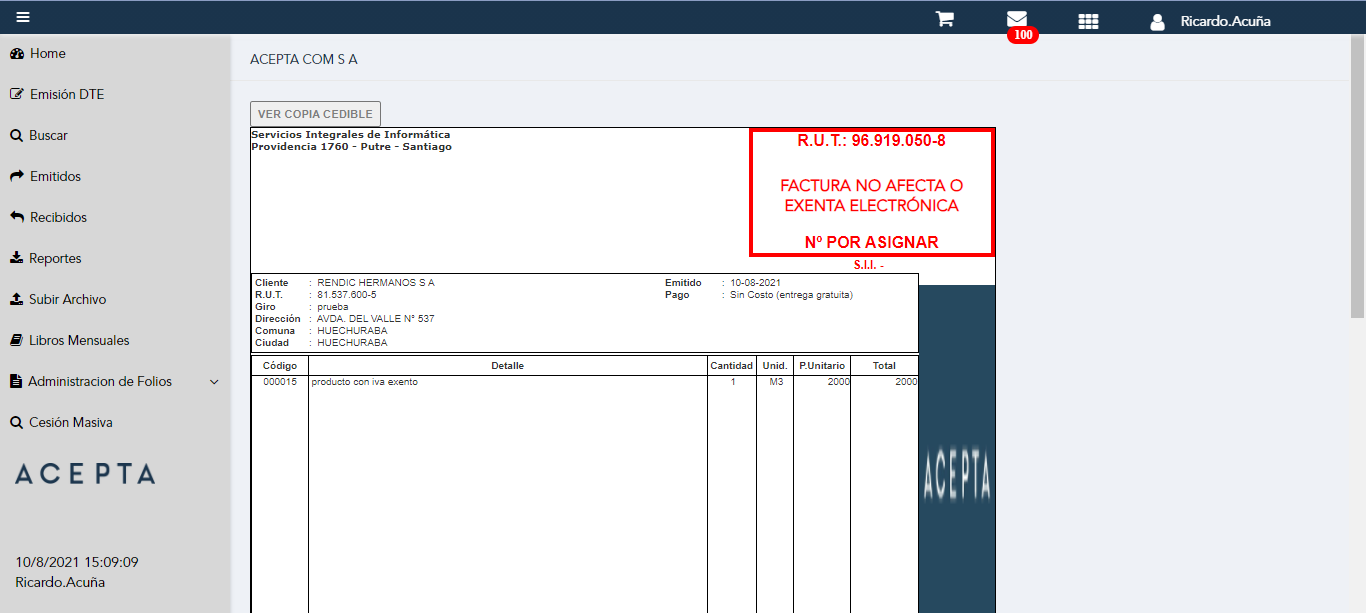 Ricardo.Acuña
100
Home
Emisión DTE
Buscar
Emitidos
Recibidos
Reportes
Subir Archivo
Libros Mensuales
Administracion de Folios
Cesión Masiva
ACEPTA
10/8/2021 15:09:09
Ricardo.Acuña
ACEPTA COM S A
VER COPIA CEDIBLE
Servicios Integrales de Informática
Providencia 1760 - Putre - Santiago
R.U.T.: 96.919.050-8
FACTURA NO AFECTA O
EXENTA ELECTRÓNICA
Nº POR ASIGNAR
S.I.I. -
Cliente : RENDIC HERMANOS S A Emitido : 10-08-2021
R.U.T. : 81.537.600-5 Pago : Sin Costo (entrega gratuita)
Giro : prueba
Dirección : AVDA. DEL VALLE N° 537
Comuna : HUECHURABA
Ciudad : HUECHURABA
Código Detalle Cantidad Unid. P.Unitario Total
000015 producto con iva exento 1 M3 2000 2000
ACEPTA